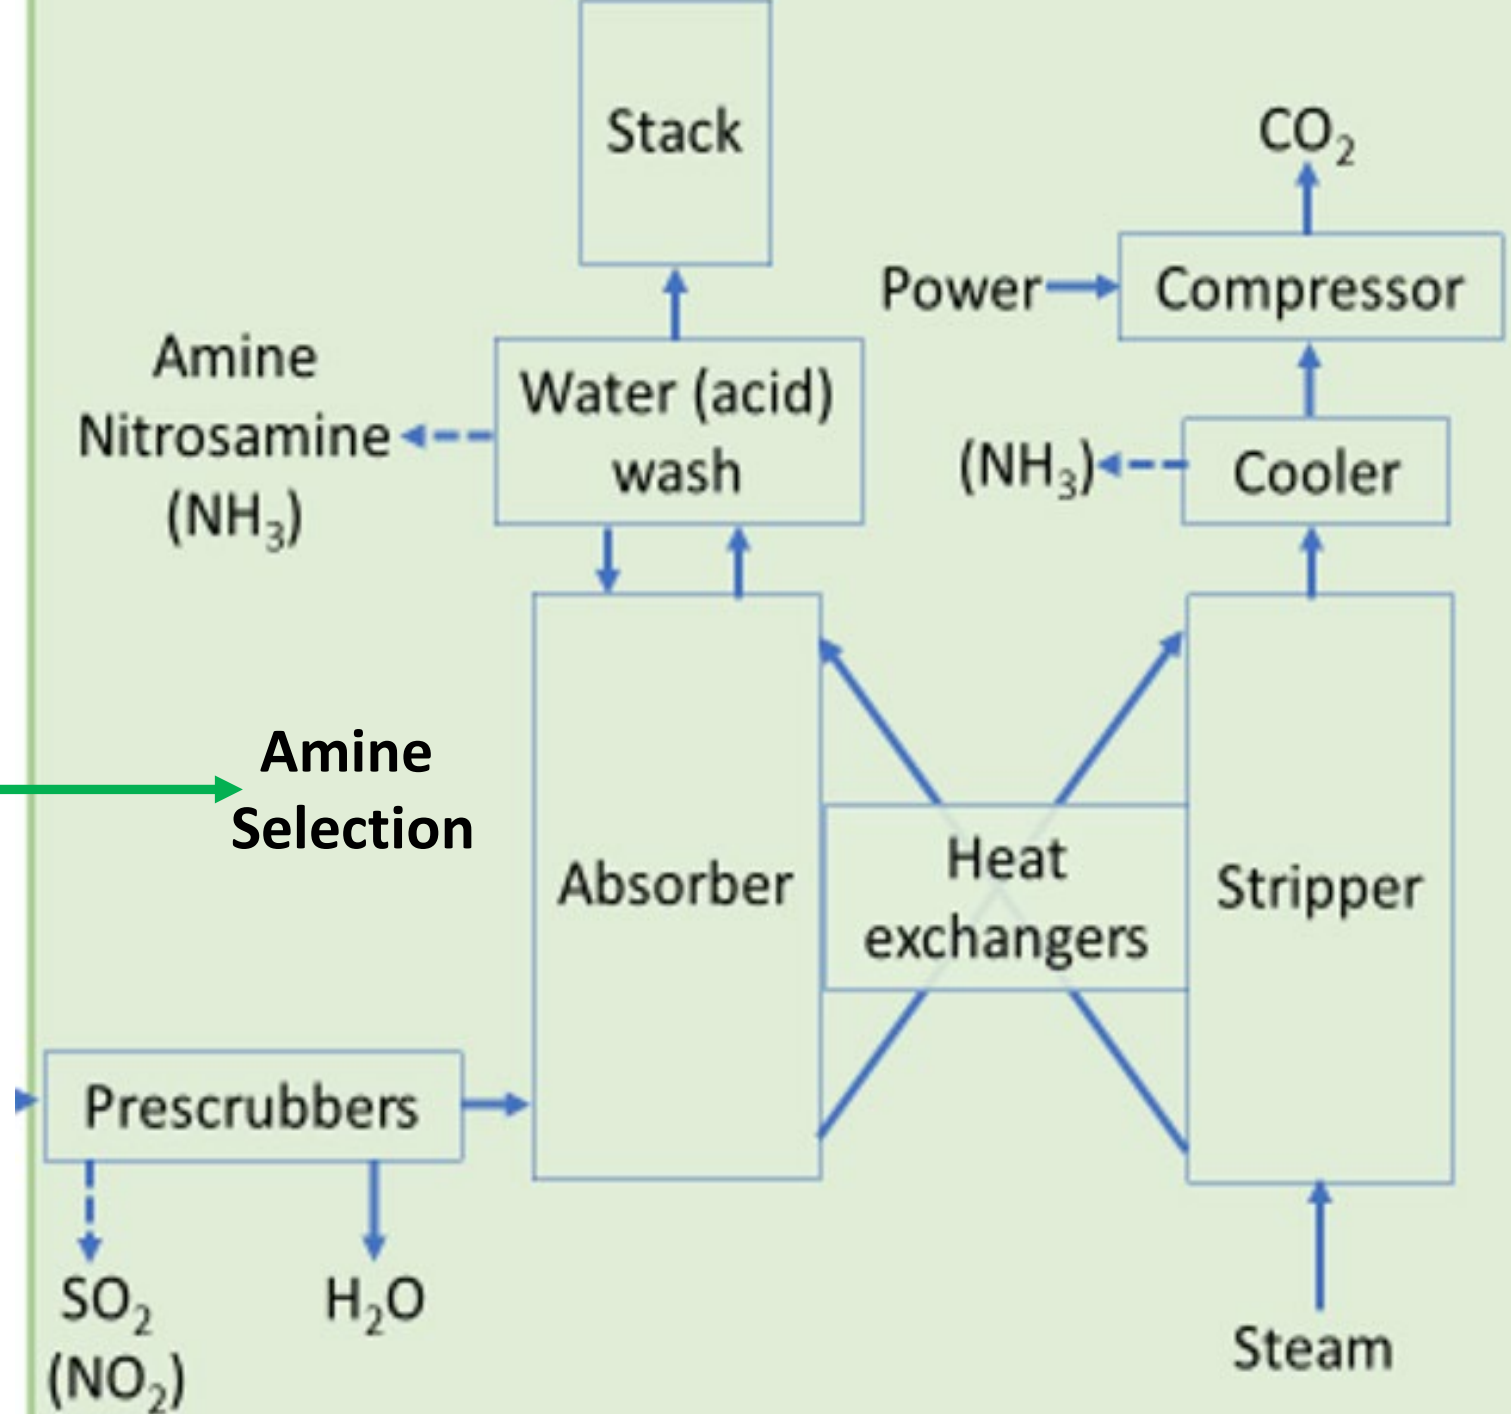 Stack
CO₂
Power
Compressor
Amine
Nitrosamine
(NH₃)
Water (acid)
wash
(NH₃)
Cooler
Amine
Selection
Absorber
Heat
exchangers
Stripper
Prescrubbers
SO₂
(NO₂)
H₂O
Steam